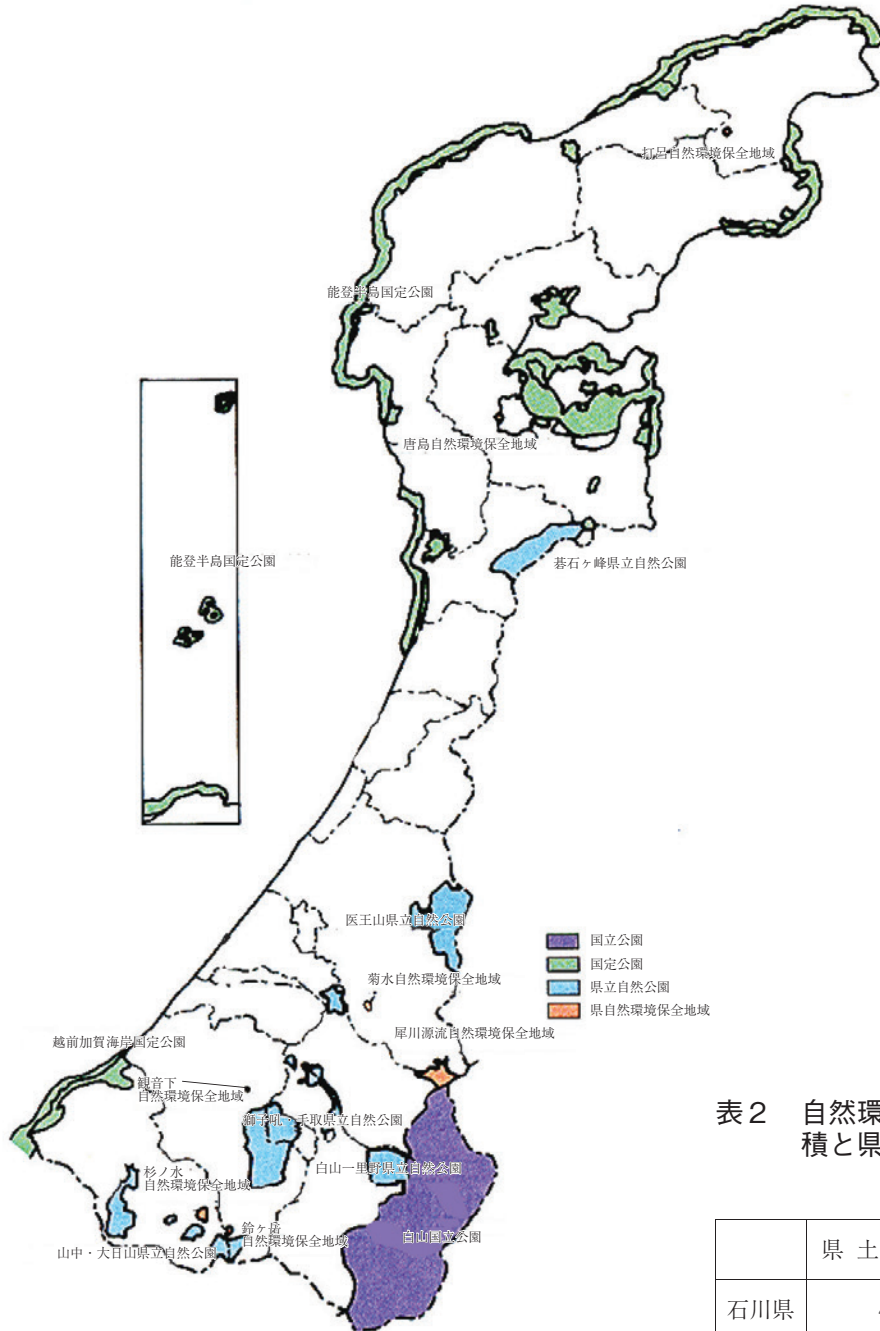 打呂自然環境保全地域
能登半島国定公園
唐島自然環境保全地域
能登半島国定公園
碁石ヶ峰県立自然公園
医王山県立自然公園
国立公園
国定公園
県立自然公園
県自然環境保全地域
菊水自然環境保全地域
犀川源流自然環境保全地域
越前加賀海岸国定公園
観音下
自然環境保全地域
獅子吼・手取県立自然公園
白山一里野県立自然公園
杉ノ水
自然環境保全地域
鈴ヶ岳
自然環境保全地域
山中・大日山県立自然公園
白山国立公園
表2 自然環
積と県
県 土
石川県